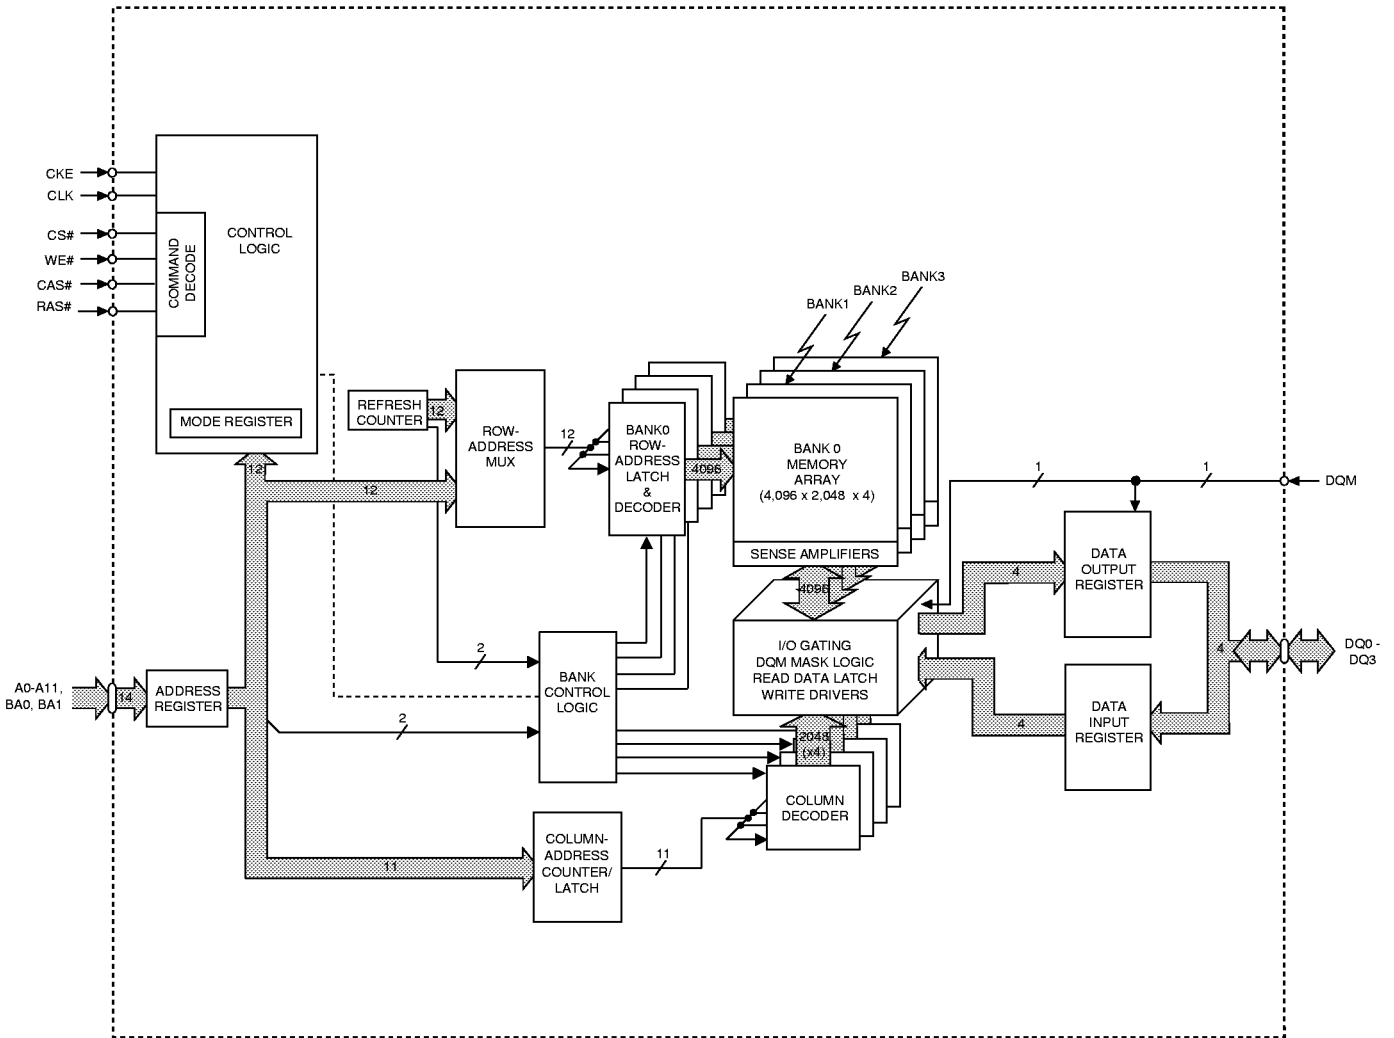 BANK3
BANK2
BANK1
CKE
CLK
CS#
WE#
CAS#
RAS#
COMMAND
DECODE
CONTROL
LOGIC
MODE REGISTER
12
REFRESH
COUNTER
12
12
ROW-
ADDRESS
MUX
12
BANK0
ROW-
ADDRESS
LATCH
&
DECODER
4096
BANK 0
MEMORY
ARRAY
(4,096 x 2,048 x 4)
SENSE AMPLIFIERS
4096
1
1
DQM
DATA
OUTPUT
REGISTER
4
I/O GATING
DQM MASK LOGIC
READ DATA LATCH
WRITE DRIVERS
4
DATA
INPUT
REGISTER
4
DQ0 -
DQ3
A0-A11,
BA0, BA1
14
ADDRESS
REGISTER
2
2
BANK
CONTROL
LOGIC
2048
(x4)
COLUMN
DECODER
11
COLUMN-
ADDRESS
COUNTER/
LATCH
11